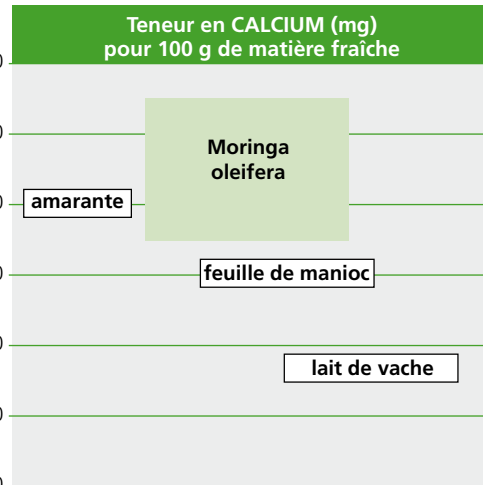 Teneur en CALCIUM (mg)
pour 100 g de matière fraîche
Moringa
oleifera
amarante
feuille de manioc
lait de vache